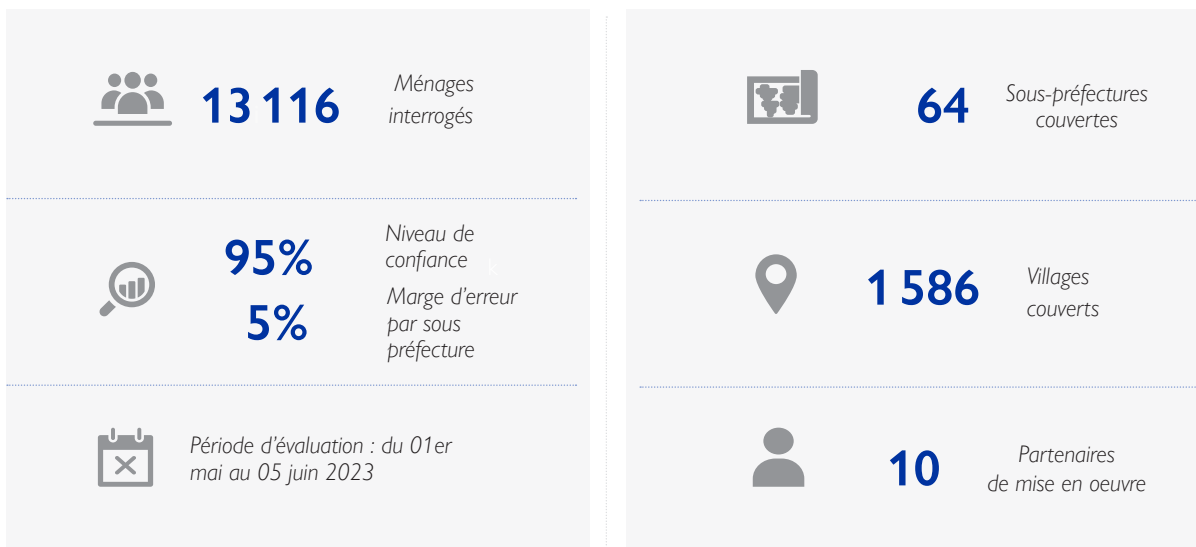 13 116
Ménages
interrogés
95%
Niveau de
confiance
k
5%
Marge d'erreur
par sous
préfecture
Période d'évaluation : du 01er
mai au 05 juin 2023
64
Sous-préfectures
couvertes
1 586
Villages
couverts
10
Partenaires
de mise en oeuvre